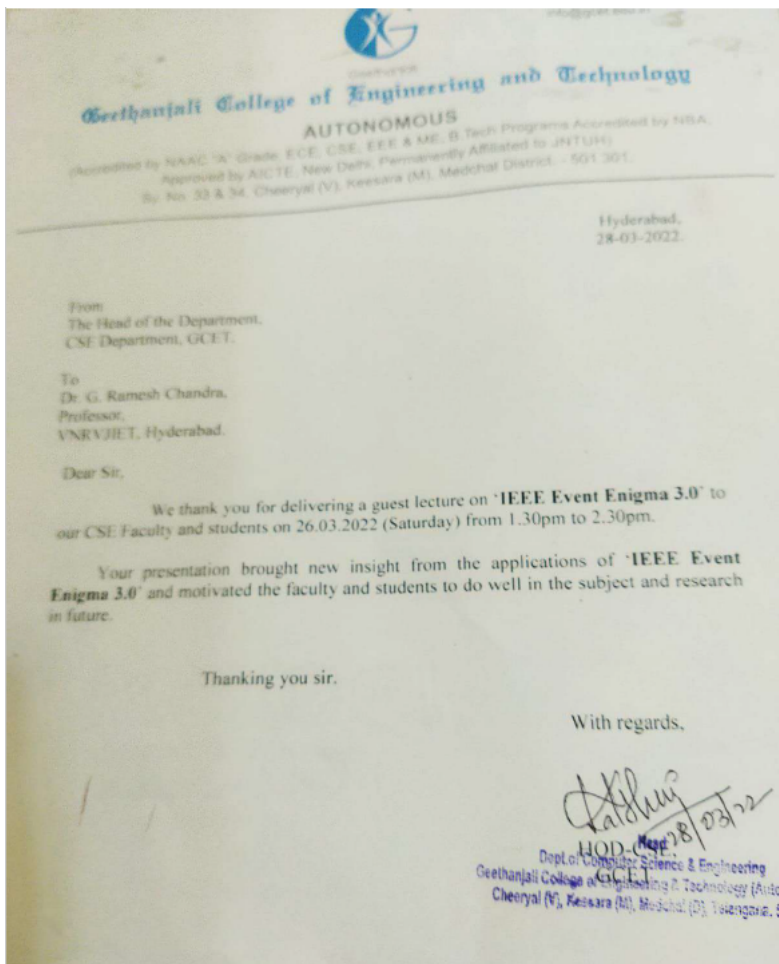 Geethanjali College of Engineering and Technology
AUTONOMOUS
(Accredited by NAAC "A" Grade, ECE, CSE, EEE & ME, B.Tech Programs Accredited by NBA,
Approved by AICTE, New Delhi, Permanently Affiliated to JNTUH)
Sy. No. 33 & 34, Cheeryal (V), Keesara (M), Medchal District. - 501 301.
Hyderabad,
28-03-2022.
From
The Head of the Department,
CSE Department, GCET.
To
Dr. G. Ramesh Chandra,
Professor,
VNRVJIET, Hyderabad.
Dear Sir,
We thank you for delivering a guest lecture on 'IEEE Event Enigma 3.0' to
our CSE Faculty and students on 26.03.2022 (Saturday) from 1.30pm to 2.30pm.
Your presentation brought new insight from the applications of 'IEEE Event
Enigma 3.0' and motivated the faculty and students to do well in the subject and research
in future.
Thanking you sir.
With regards,
28/03/22
HOD-CSE,
Head
Dept.of Computer Science & Engineering
GCET.
Geethanjali College of Engineering & Technology (Auto
Cheeryal (V), Keesara (M), Medchal (D), Telangana. 5